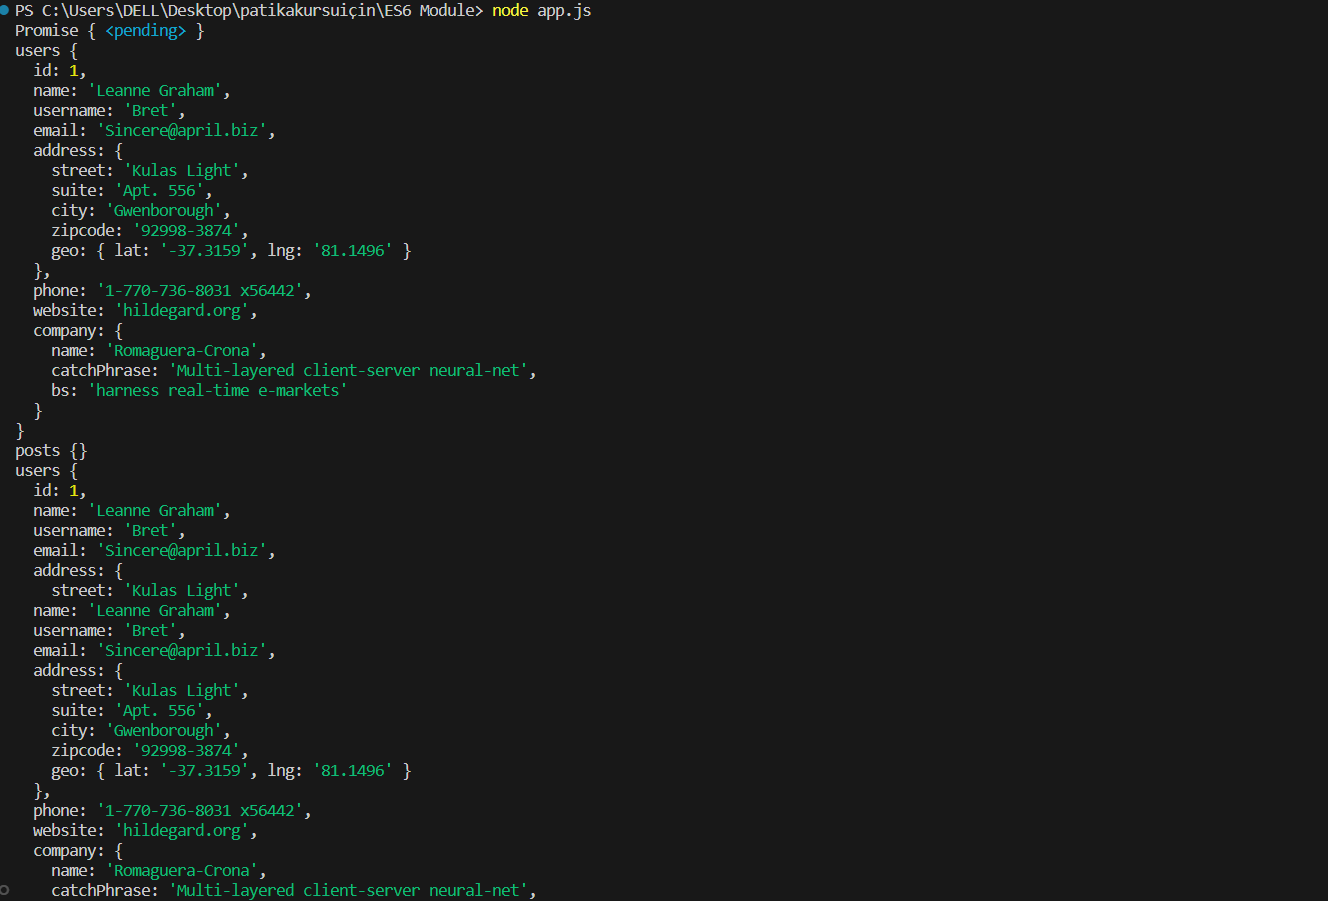 PS C:\Users\DELL\Desktop\patikakursuiçin\ES6 Module> node app.js
Promise { <pending> }
users {
  id: 1,
  name: 'Leanne Graham',
  username: 'Bret',
  email: 'Sincere@april.biz',
  address: {
    street: 'Kulas Light',
    suite: 'Apt. 556',
    city: 'Gwenborough',
    zipcode: '92998-3874',
    geo: { lat: '-37.3159', lng: '81.1496' }
  },
  phone: '1-770-736-8031 x56442',
  website: 'hildegard.org',
  company: {
    name: 'Romaguera-Crona',
    catchPhrase: 'Multi-layered client-server neural-net',
    bs: 'harness real-time e-markets'
  }
}
posts {}
users {
  id: 1,
  name: 'Leanne Graham',
  username: 'Bret',
  email: 'Sincere@april.biz',
  address: {
    street: 'Kulas Light',
  name: 'Leanne Graham',
  username: 'Bret',
  email: 'Sincere@april.biz',
  address: {
    street: 'Kulas Light',
    suite: 'Apt. 556',
    city: 'Gwenborough',
    zipcode: '92998-3874',
    geo: { lat: '-37.3159', lng: '81.1496' }
  },
  phone: '1-770-736-8031 x56442',
  website: 'hildegard.org',
  company: {
    name: 'Romaguera-Crona',
    catchPhrase: 'Multi-layered client-server neural-net',